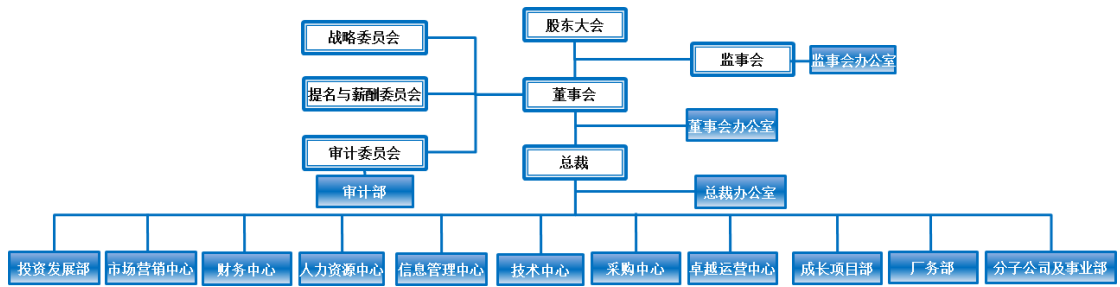 股东大会
战略委员会
监事会
监事会办公室
提名与薪酬委员会
董事会
董事会办公室
审计委员会
总裁
审计部
总裁办公室
投资发展部
市场营销中心
财务中心
人力资源中心
信息管理中心
技术中心
采购中心
卓越运营中心
成长项目部
厂务部
分子公司及事业部